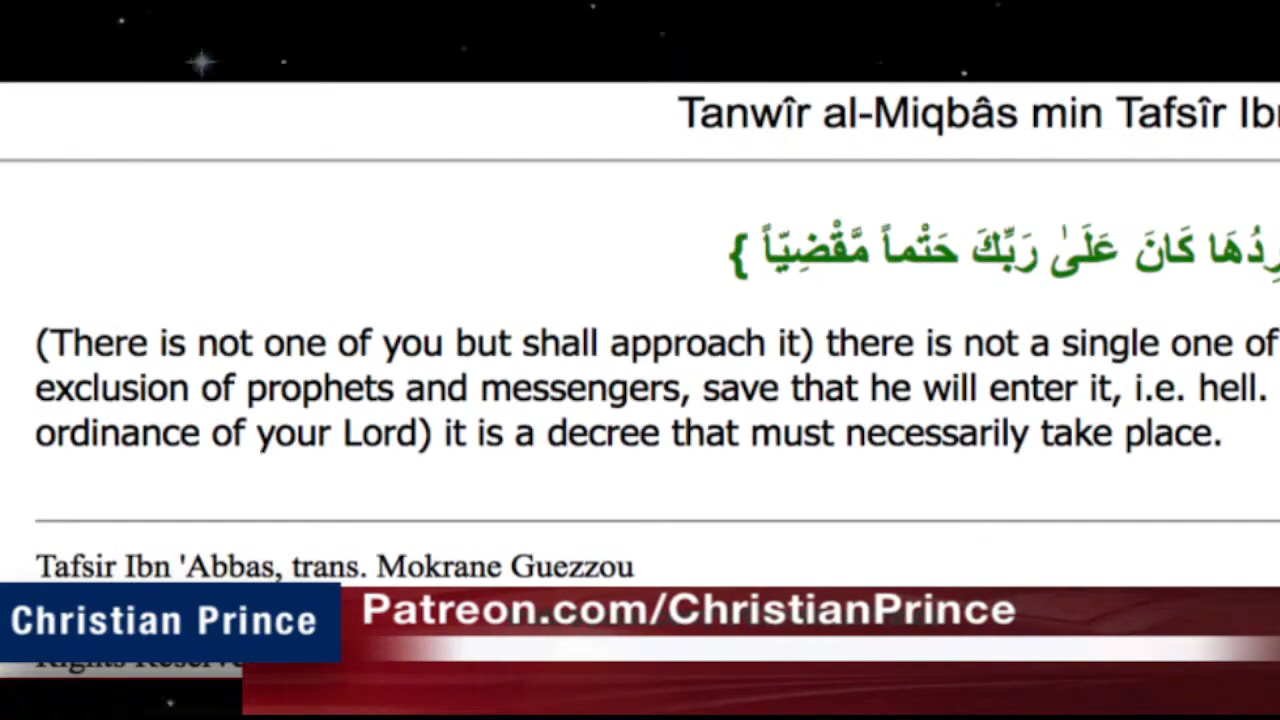 Tanwîr al-Miqbâs min Tafsîr
كَانَ عَلَىٰ رَبِّكَ حَتْماً مَّقْضِيّاً }
(There is not one of you but shall approach it) there is not a single one of
exclusion of prophets and messengers, save that he will enter it, i.e. hell.
ordinance of your Lord) it is a decree that must necessarily take place.
Tafsir Ibn 'Abbas, trans. Mokrane Guezzou
Patreon.com/ChristianPrince
Christian Prince